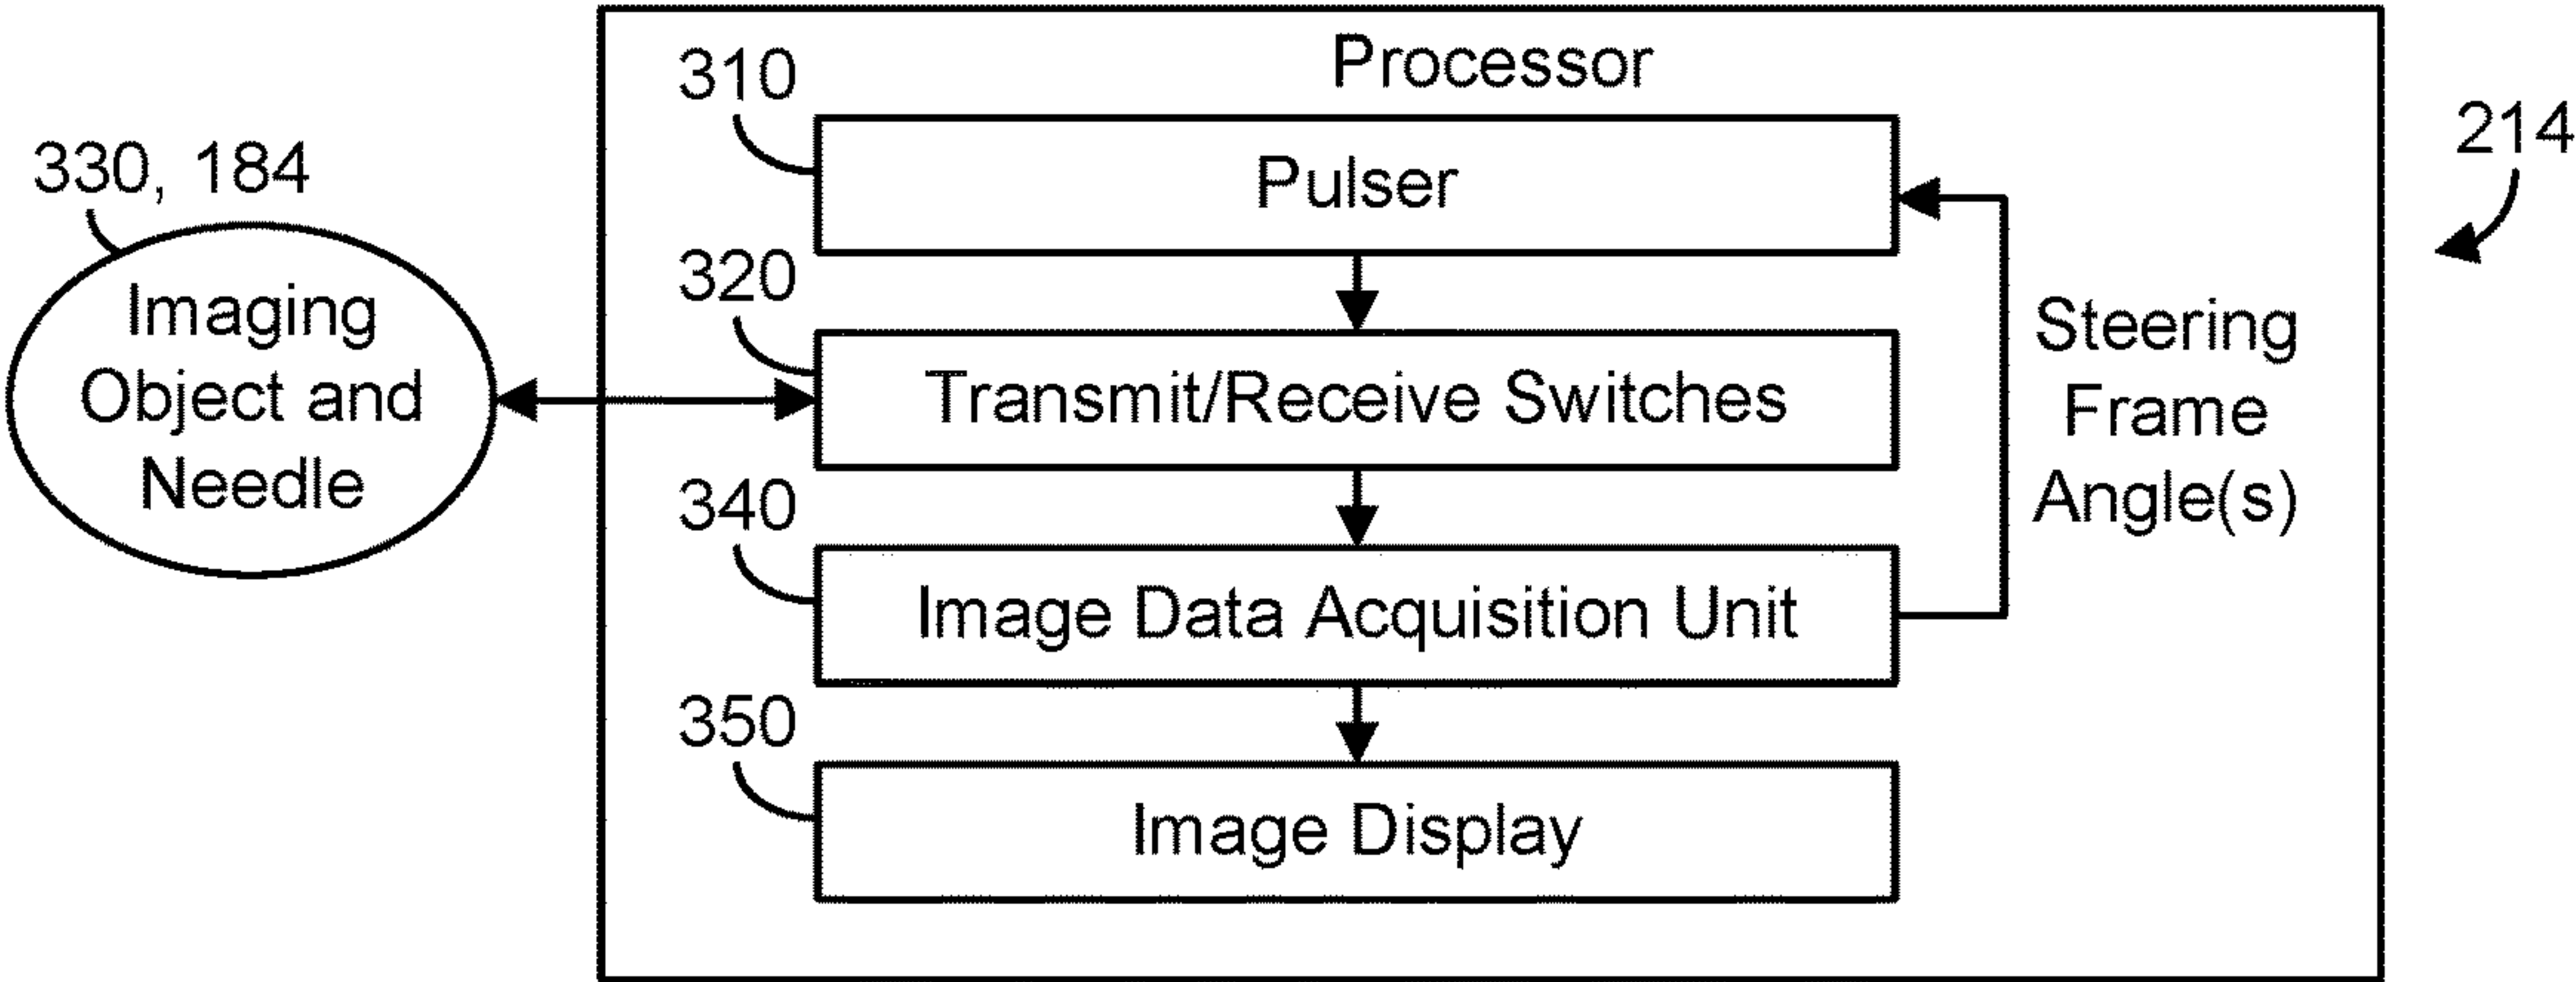 Processor
310
Pulser
214
330, 184
Imaging
Object and
Needle
320
Transmit/Receive Switches
Steering
Frame
Angle(s)
340
Image Data Acquisition Unit
350
Image Display